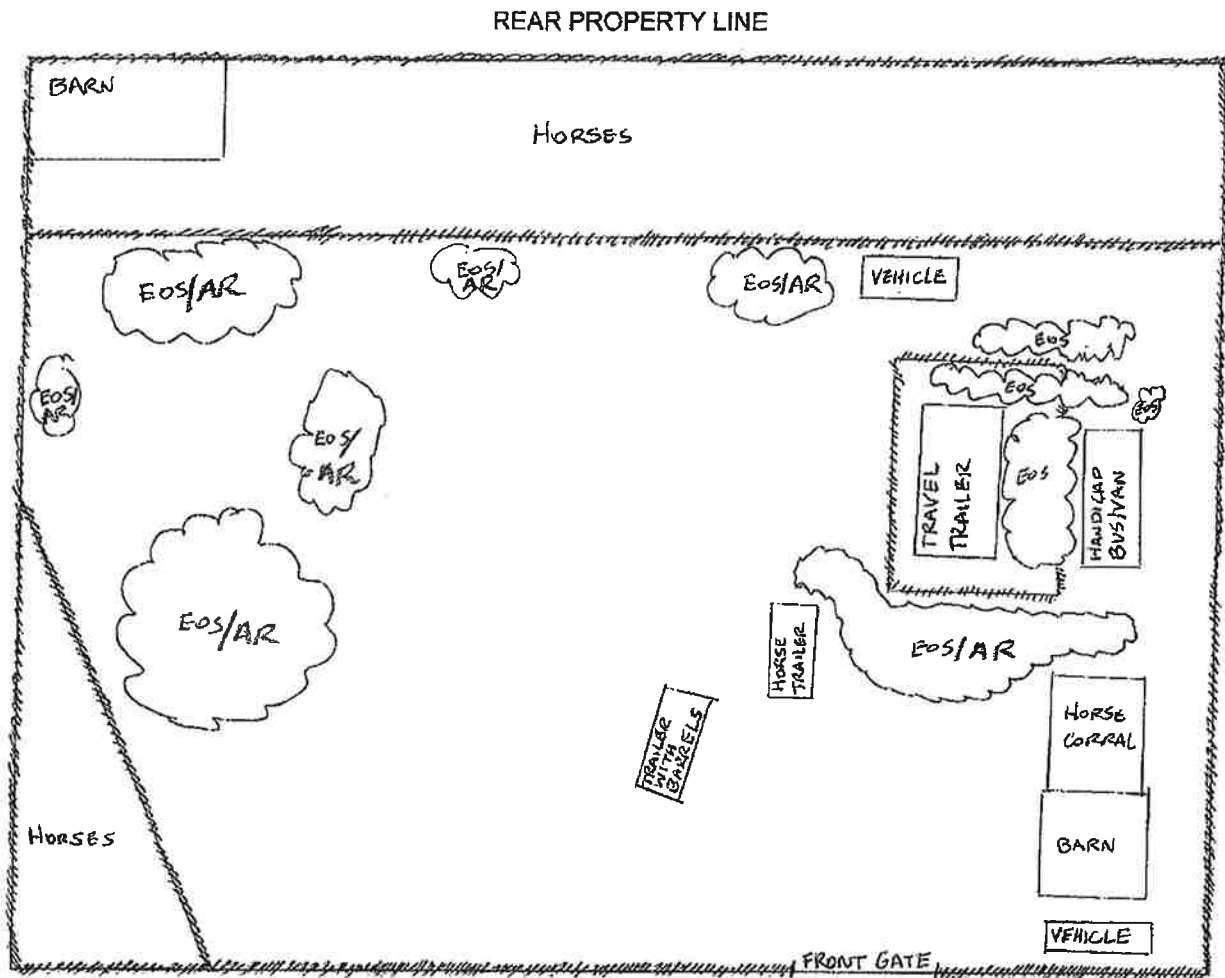 REAR PROPERTY LINE
BARN
HORSES
EOS/AR
EOS/
AR
EOS/AR
VEHICLE
EOS
EOS
EOS
EOS/
AR
EOS/
AR
TRAVEL
TRAILER
EOS
HANDICAP
BUS/VAN
EOS/AR
HORSE
TRAILER
EOS/AR
TRAILER
WITH
BARRELS
HORSE
CORRAL
HORSES
BARN
VEHICLE
FRONT GATE